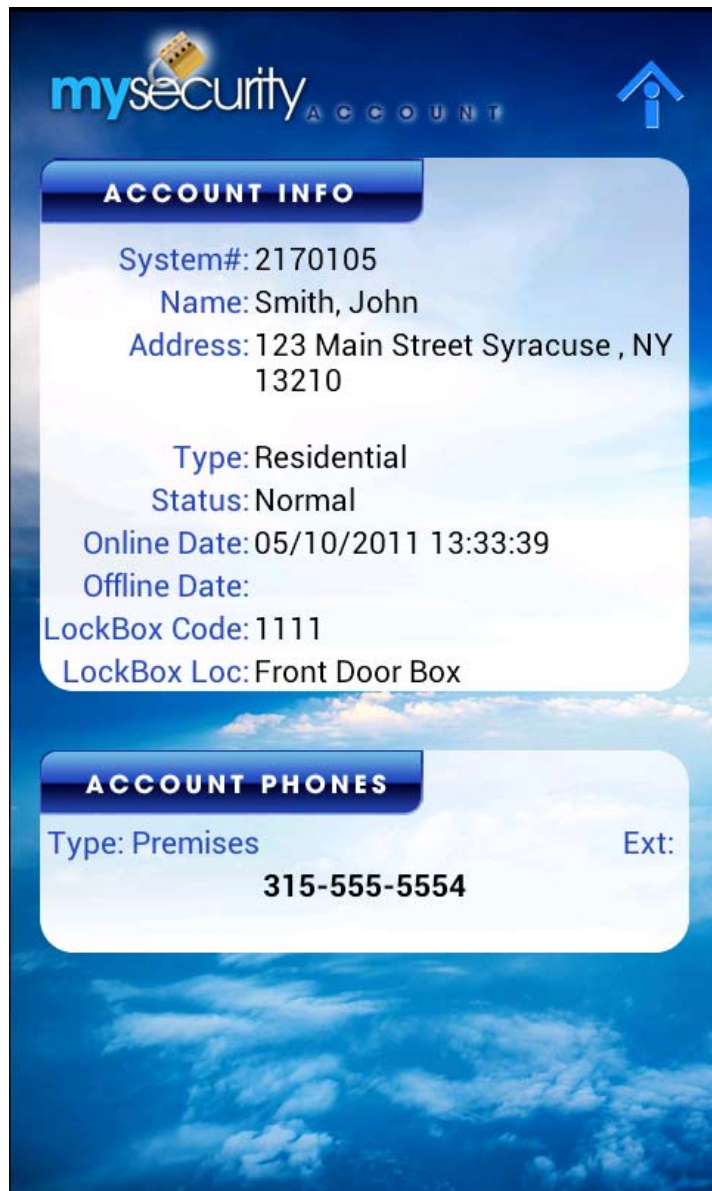 mysecurity ACCOUNT
ACCOUNT INFO
System#: 2170105
Name: Smith, John
Address: 123 Main Street Syracuse , NY
13210
Type: Residential
Status: Normal
Online Date: 05/10/2011 13:33:39
Offline Date:
LockBox Code: 1111
LockBox Loc: Front Door Box
ACCOUNT PHONES
Type: Premises Ext:
315-555-5554